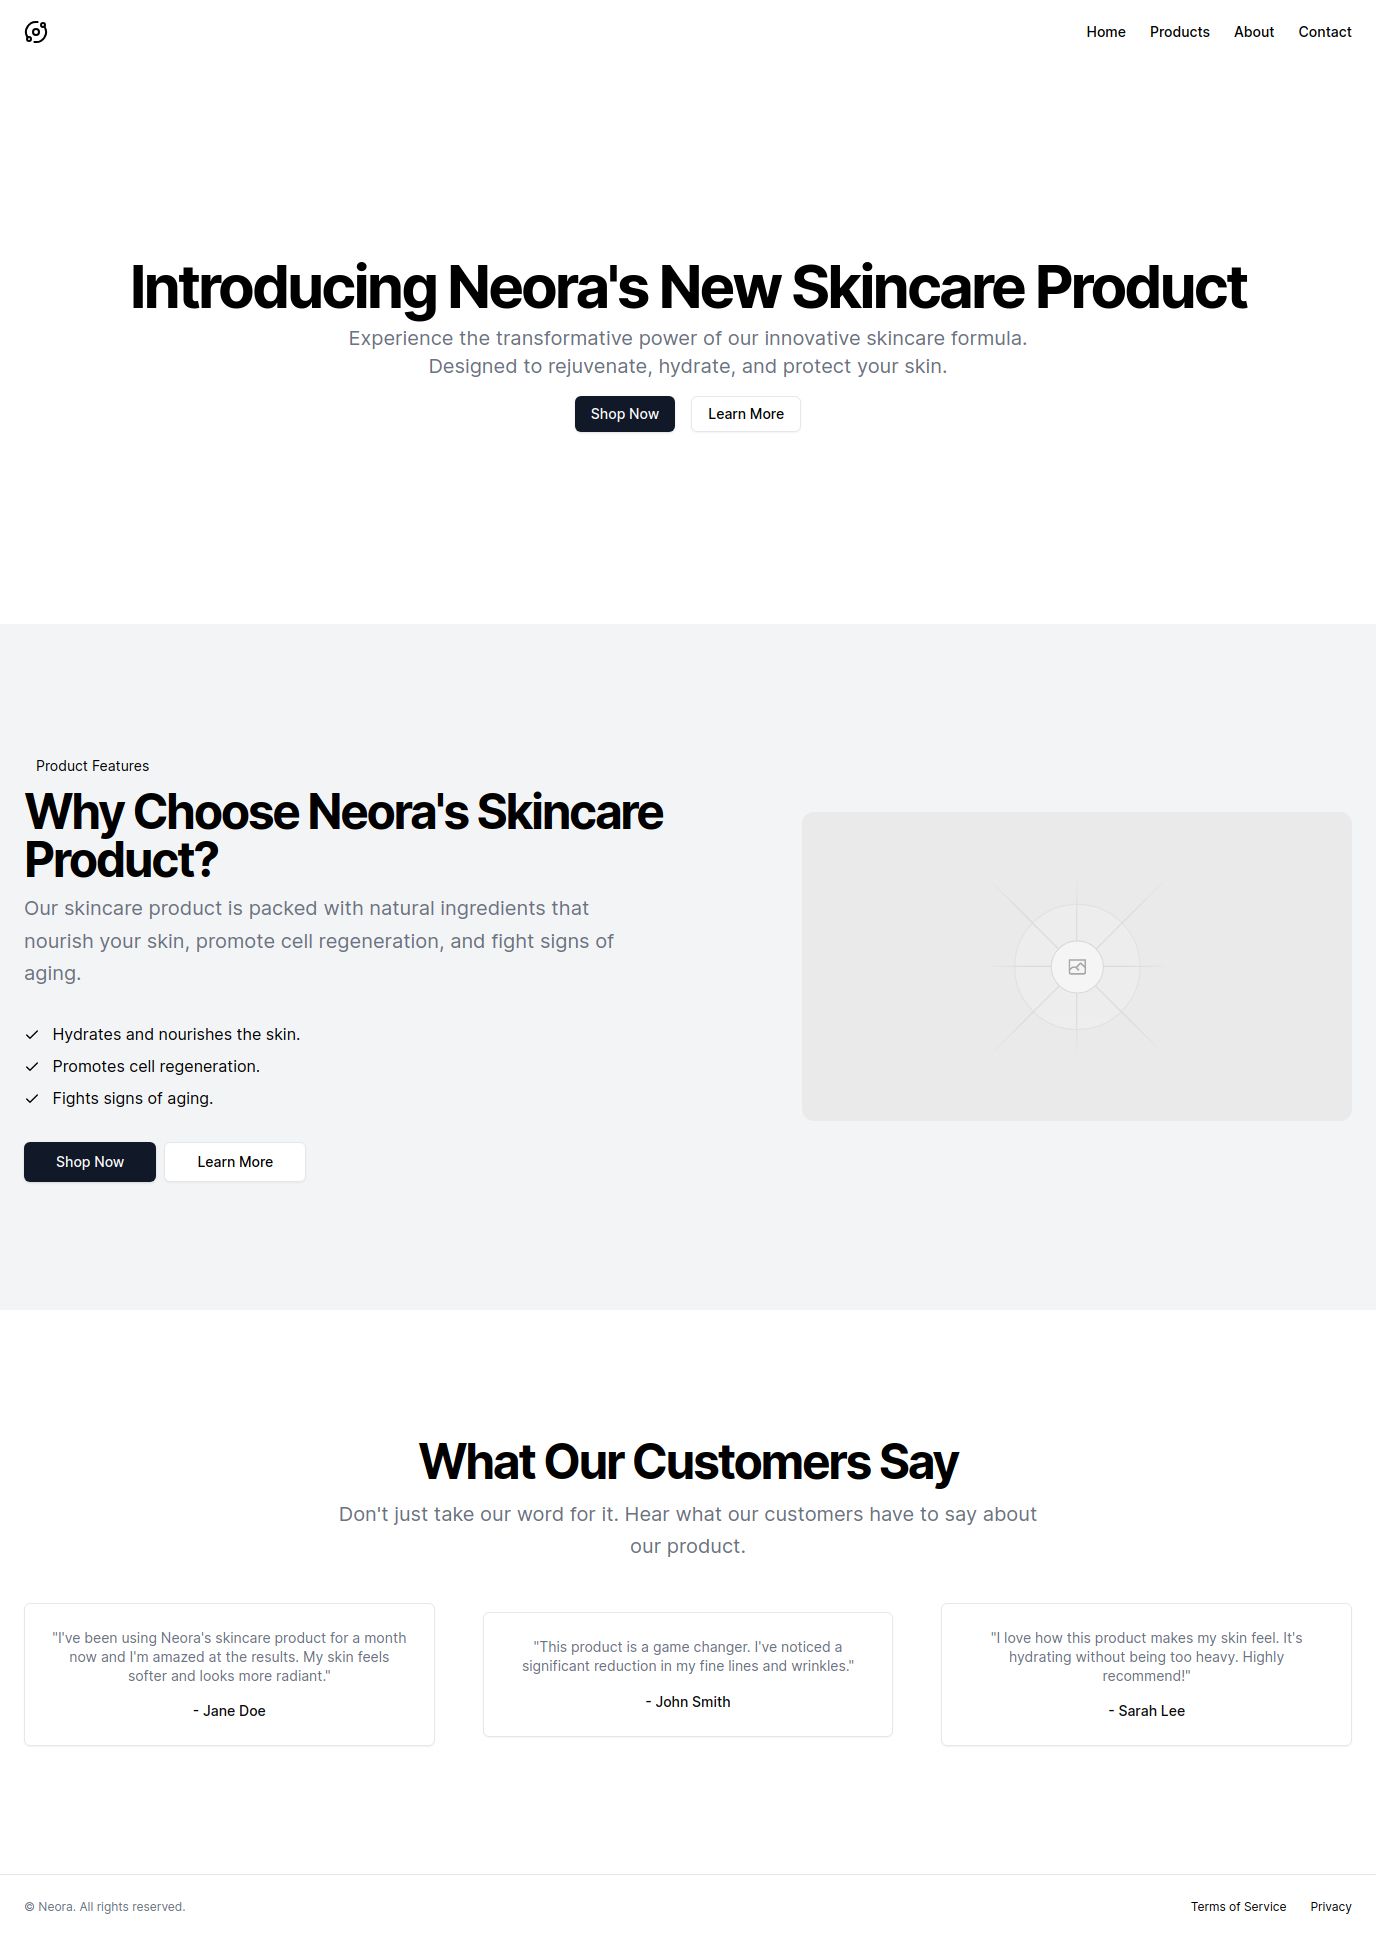 Home Products About Contact
Introducing Neora's New Skincare Product
Experience the transformative power of our innovative skincare formula.
Designed to rejuvenate, hydrate, and protect your skin.
Shop Now Learn More
Product Features
Why Choose Neora's Skincare
Product?
Our skincare product is packed with natural ingredients that
nourish your skin, promote cell regeneration, and fight signs of
aging.
Hydrates and nourishes the skin.
Promotes cell regeneration.
Fights signs of aging.
Shop Now Learn More
What Our Customers Say
Don't just take our word for it. Hear what our customers have to say about
our product.
"I've been using Neora's skincare product for a month
now and I'm amazed at the results. My skin feels
softer and looks more radiant."
- Jane Doe
"This product is a game changer. I've noticed a
significant reduction in my fine lines and wrinkles."
- John Smith
"I love how this product makes my skin feel. It's
hydrating without being too heavy. Highly
recommend!"
- Sarah Lee
© Neora. All rights reserved.
Terms of Service Privacy